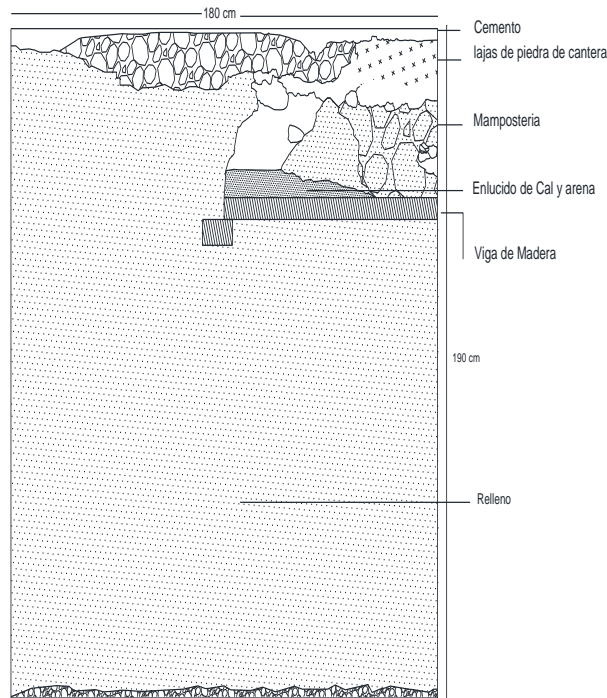 180 cm
Cemento
lajas de piedra de cantera
Mamposteria
Enlucido de Cal y arena
Viga de Madera
190 cm
Relleno